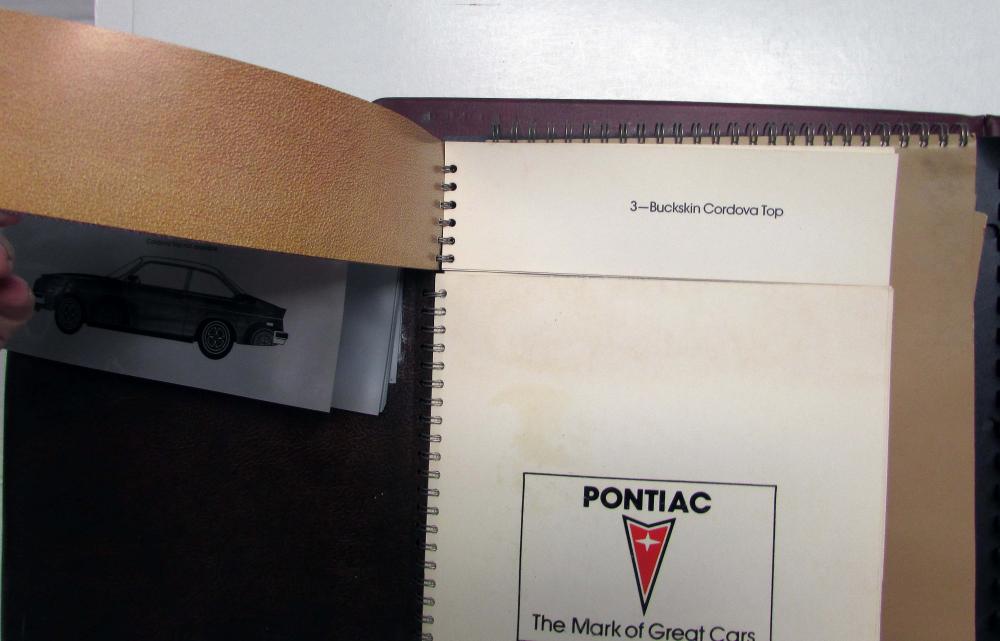 3—Buckskin Cordova Top
PONTIAC
The Mark of Great Cars